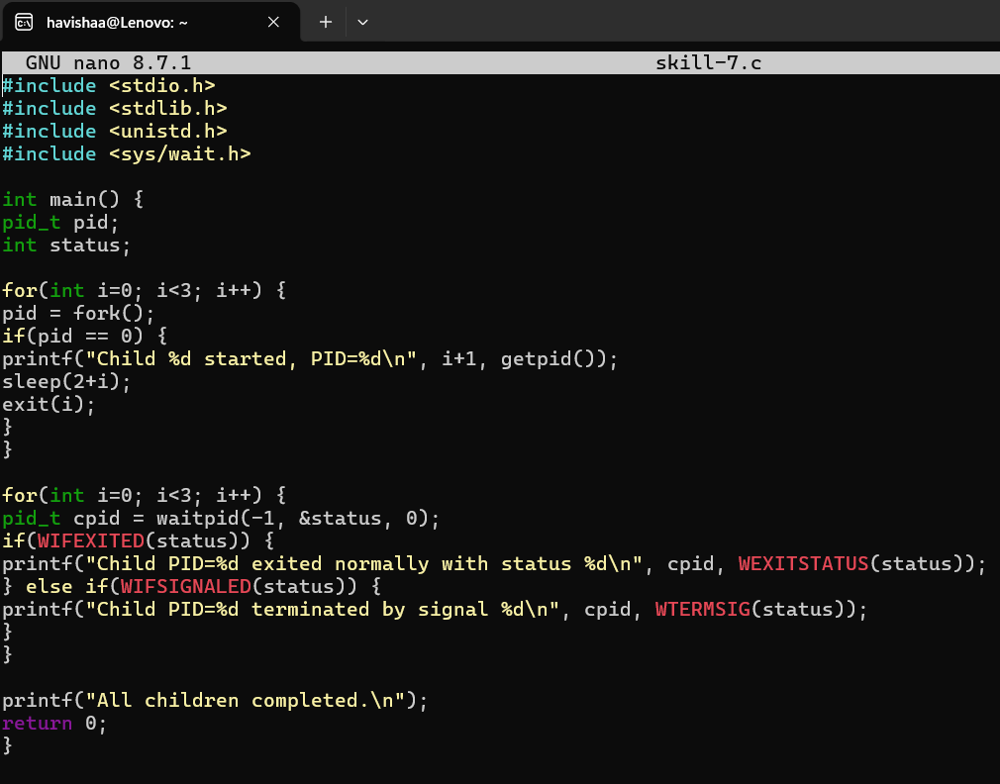 havishaa@Lenovo: ~
GNU nano 8.7.1 skill-7.c
#include <stdio.h>
#include <stdlib.h>
#include <unistd.h>
#include <sys/wait.h>
int main() {
pid_t pid;
int status;
for(int i=0; i<3; i++) {
pid = fork();
if(pid == 0) {
printf("Child %d started, PID=%d\n", i+1, getpid());
sleep(2+i);
exit(i);
}
}
for(int i=0; i<3; i++) {
pid_t cpid = waitpid(-1, &status, 0);
if(WIFEXITED(status)) {
printf("Child PID=%d exited normally with status %d\n", cpid, WEXITSTATUS(status));
} else if(WIFSIGNALED(status)) {
printf("Child PID=%d terminated by signal %d\n", cpid, WTERMSIG(status));
}
}
printf("All children completed.\n");
return 0;
}